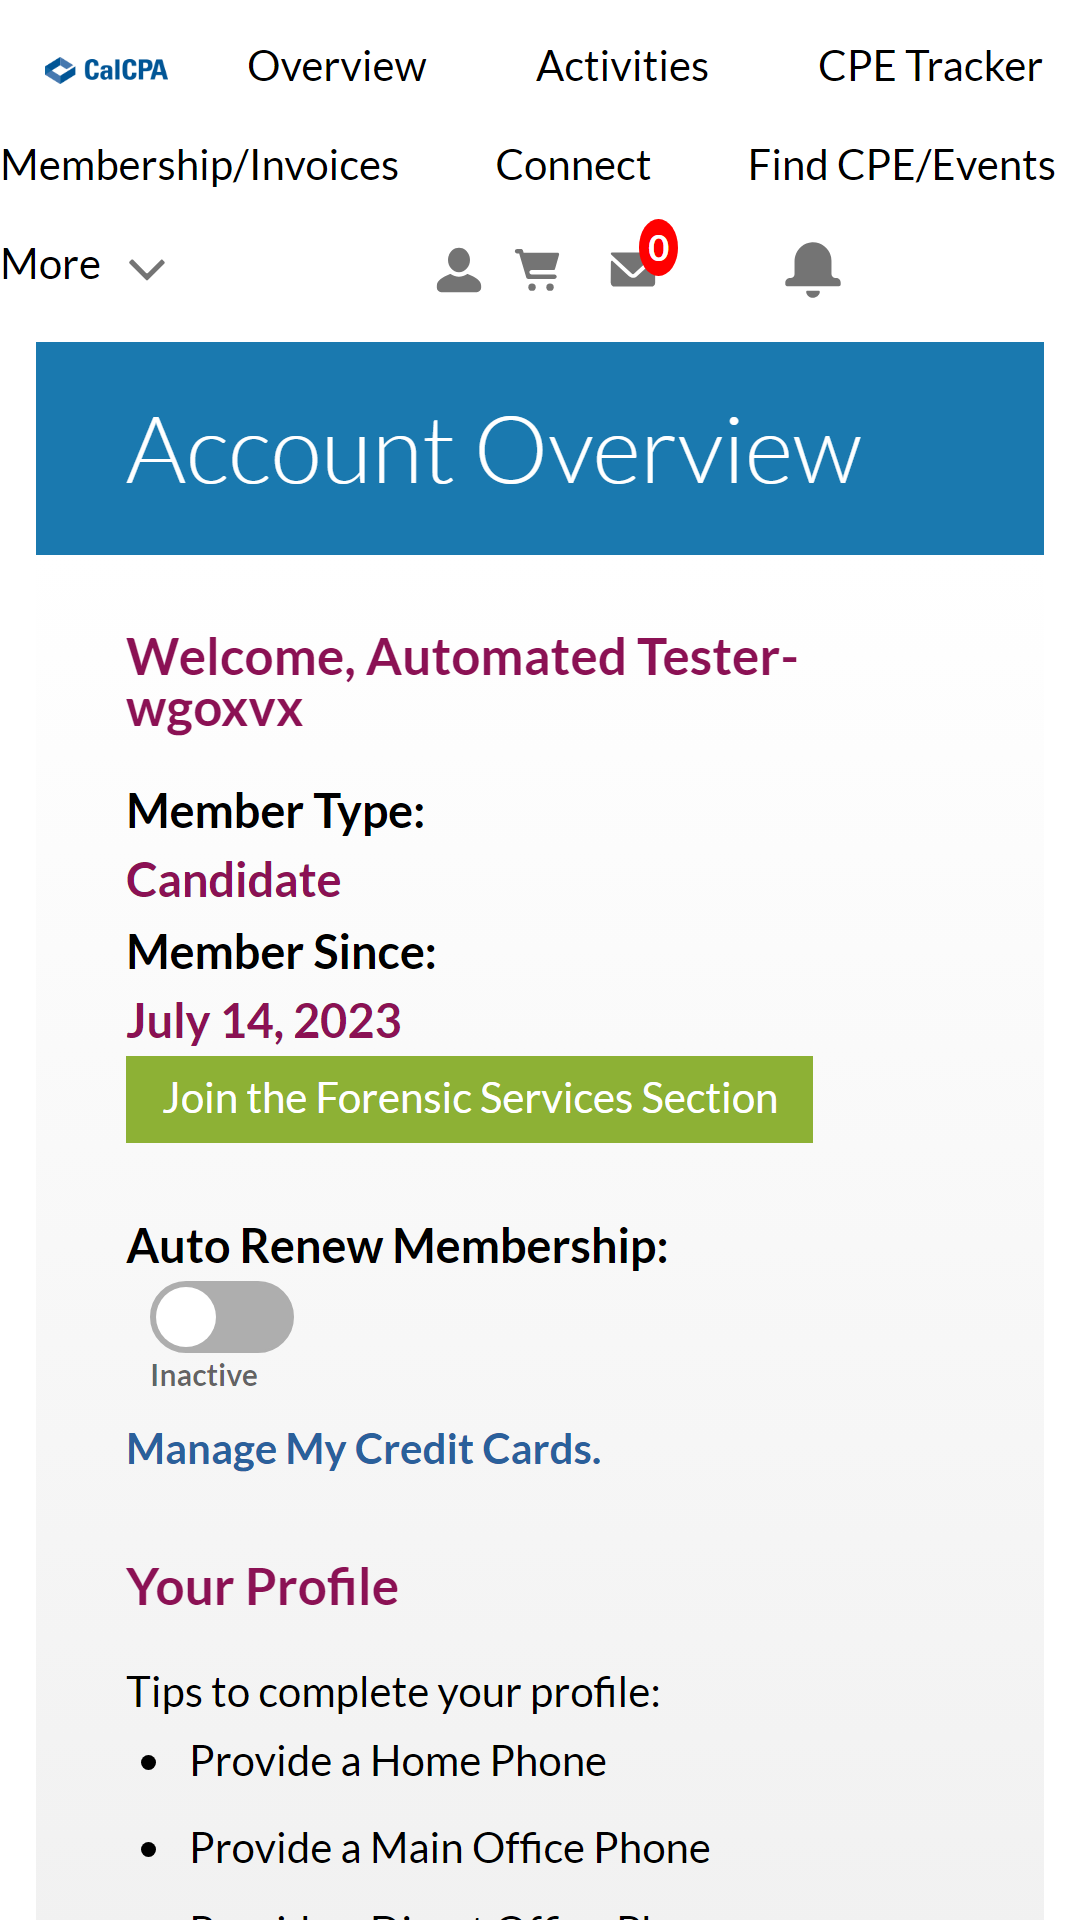 CalCPA Overview Activities CPE Tracker
Membership/Invoices Connect Find CPE/Events
More 0
Account Overview
Welcome, Automated Tester-
wgoxvx
Member Type:
Candidate
Member Since:
July 14, 2023
Join the Forensic Services Section
Auto Renew Membership:
Inactive
Manage My Credit Cards.
Your Profile
Tips to complete your profile:
• Provide a Home Phone
• Provide a Main Office Phone